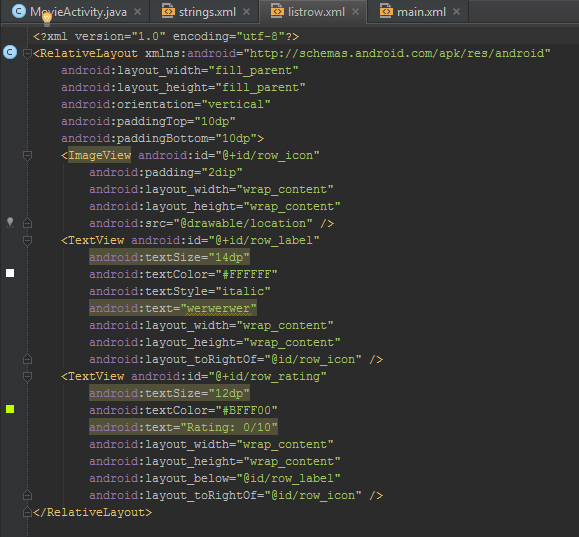 MovieActivity.java strings.xml listrow.xml main.xml
<?xml version="1.0" encoding="utf-8"?>
<RelativeLayout xmlns:android="http://schemas.android.com/apk/res/android"
android:layout_width="fill_parent"
android:layout_height="fill_parent"
android:orientation="vertical"
android:paddingTop="10dp"
android:paddingBottom="10dp">
<ImageView android:id="@+id/row_icon"
android:padding="2dip"
android:layout_width="wrap_content"
android:layout_height="wrap_content"
android:src="@drawable/location" />
<TextView android:id="@+id/row_label"
android:textSize="14dp"
android:textColor="#FFFFFF"
android:textStyle="italic"
android:text="werwerwer"
android:layout_width="wrap_content"
android:layout_height="wrap_content"
android:layout_toRightOf="@id/row_icon" />
<TextView android:id="@+id/row_rating"
android:textSize="12dp"
android:textColor="#BFFF00"
android:text="Rating: 0/10"
android:layout_width="wrap_content"
android:layout_height="wrap_content"
android:layout_below="@id/row_label"
android:layout_toRightOf="@id/row_icon" />
</RelativeLayout>